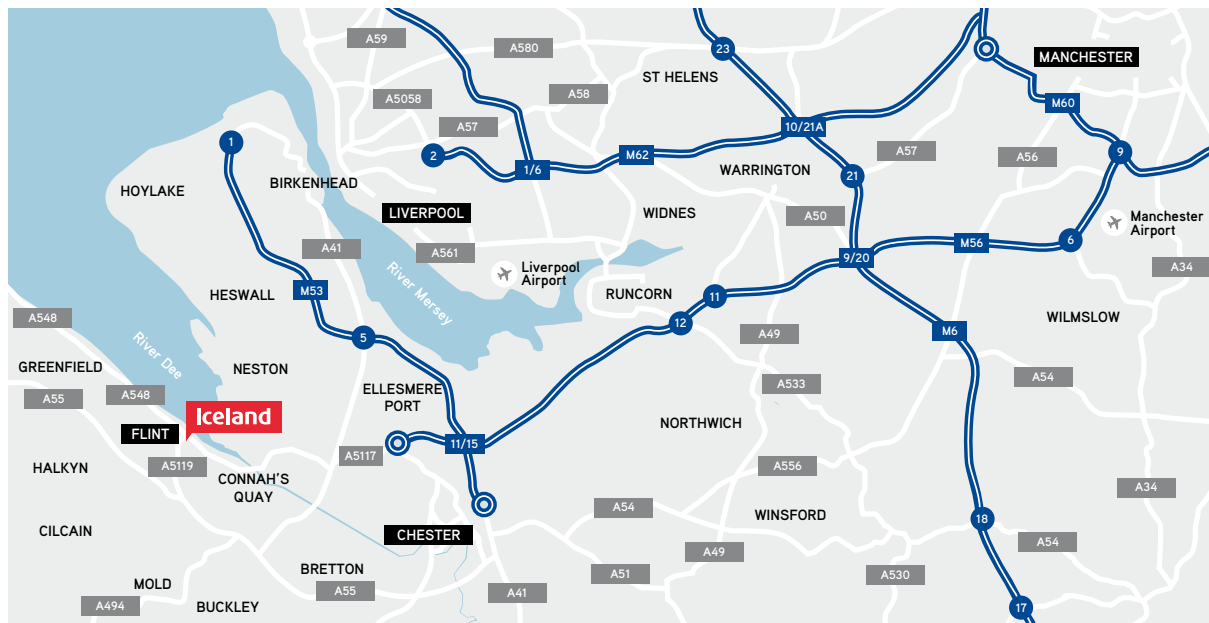 A59
A580
23
MANCHESTER
ST HELENS
A58
A5058
M60
A57
10/21A
1
2
1/6
M62
A57
A56
9
WARRINGTON
21
BIRKENHEAD
HOYLAKE
LIVERPOOL
WIDNES
A50
Manchester
Airport
A41
A561
M56
6
9/20
A34
River Mersey
Liverpool
Airport
HESWALL
M53
RUNCORN
11
12
A548
5
A49
M6
WILMSLOW
River Dee
GREENFIELD
NESTON
A54
A55
A548
ELLESMERE
PORT
A533
Iceland
FLINT
NORTHWICH
11/15
A5117
HALKYN
A5119
CONNAH'S
QUAY
A556
A34
A54
WINSFORD
18
CILCAIN
CHESTER
A54
A49
BRETTON
A51
A530
MOLD
A55
A41
A494
BUCKLEY
17